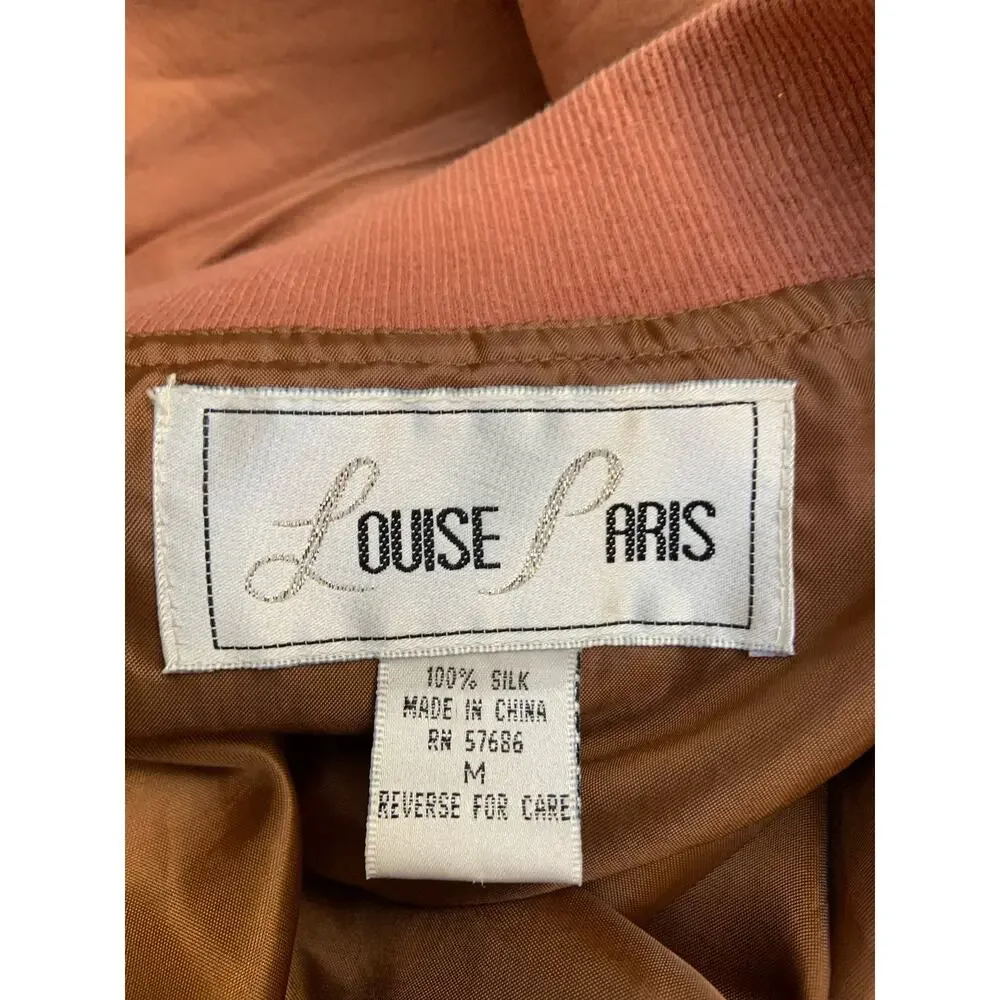 LOUISE PARIS
100% SILK
MADE IN CHINA
RN 57686
M
REVERSE FOR CARE